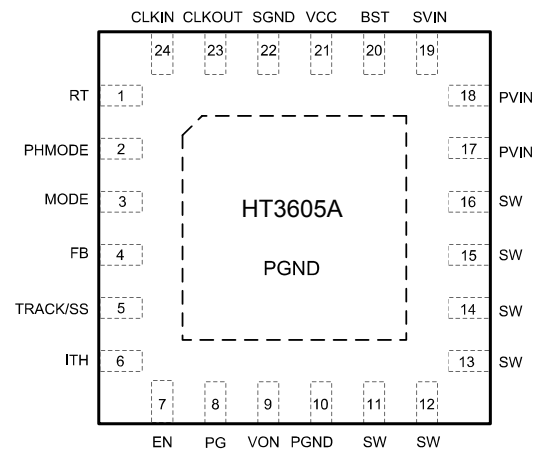 CLKIN CLKOUT SGND VCC BST SVIN
24 23 22 21 20 19
RT 1 18 PVIN
PHMODE 2 17 PVIN
MODE 3 16 SW
HT3605A
FB 4 15 SW
PGND
TRACK/SS 5 14 SW
ITH 6 13 SW
7 8 9 10 11 12
EN PG VON PGND SW SW